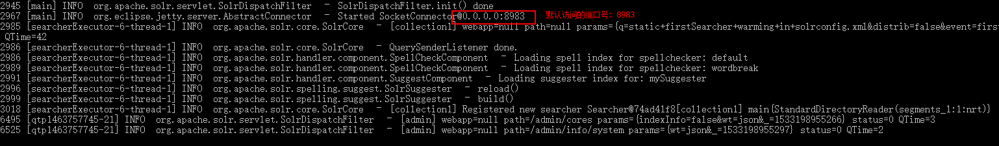 2945 [main] INFO  org.apache.solr.servlet.SolrDispatchFilter  – SolrDispatchFilter.init() done
2967 [main] INFO  org.eclipse.jetty.server.AbstractConnector  – Started SocketConnector@0.0.0.0:8983 默认访问的端口号: 8983
2985 [searcherExecutor-6-thread-1] INFO  org.apache.solr.core.SolrCore  – [collection1] webapp=null path=null params={q=static+firstSearcher+warming+in+solrconfig.xml&distrib=false&event=first
QTime=42
2986 [searcherExecutor-6-thread-1] INFO  org.apache.solr.core.SolrCore  – QuerySenderListener done.
2986 [searcherExecutor-6-thread-1] INFO  org.apache.solr.handler.component.SpellCheckComponent  – Loading spell index for spellchecker: default
2989 [searcherExecutor-6-thread-1] INFO  org.apache.solr.handler.component.SpellCheckComponent  – Loading spell index for spellchecker: wordbreak
2991 [searcherExecutor-6-thread-1] INFO  org.apache.solr.handler.component.SuggestComponent  – Loading suggester index for: mySuggester
2996 [searcherExecutor-6-thread-1] INFO  org.apache.solr.spelling.suggest.SolrSuggester  – reload()
2999 [searcherExecutor-6-thread-1] INFO  org.apache.solr.spelling.suggest.SolrSuggester  – build()
3018 [searcherExecutor-6-thread-1] INFO  org.apache.solr.core.SolrCore  – [collection1] Registered new searcher Searcher@74ad41f8[collection1] main{StandardDirectoryReader(segments_1:1:nrt)}
6495 [qtp1463757745-21] INFO  org.apache.solr.servlet.SolrDispatchFilter  – [admin] webapp=null path=/admin/cores params={indexInfo=false&wt=json&_=1533198955266} status=0 QTime=3
6525 [qtp1463757745-21] INFO  org.apache.solr.servlet.SolrDispatchFilter  – [admin] webapp=null path=/admin/info/system params={wt=json&_=1533198955297} status=0 QTime=2